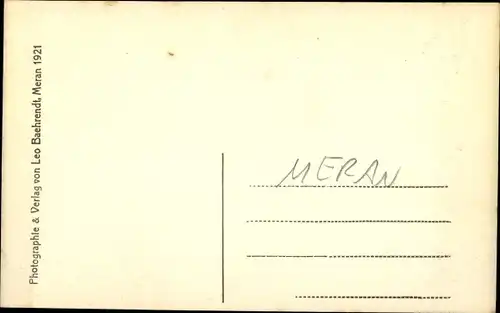 Photographie & Verlag von Leo Baehrendt, Meran 1921
MERAN